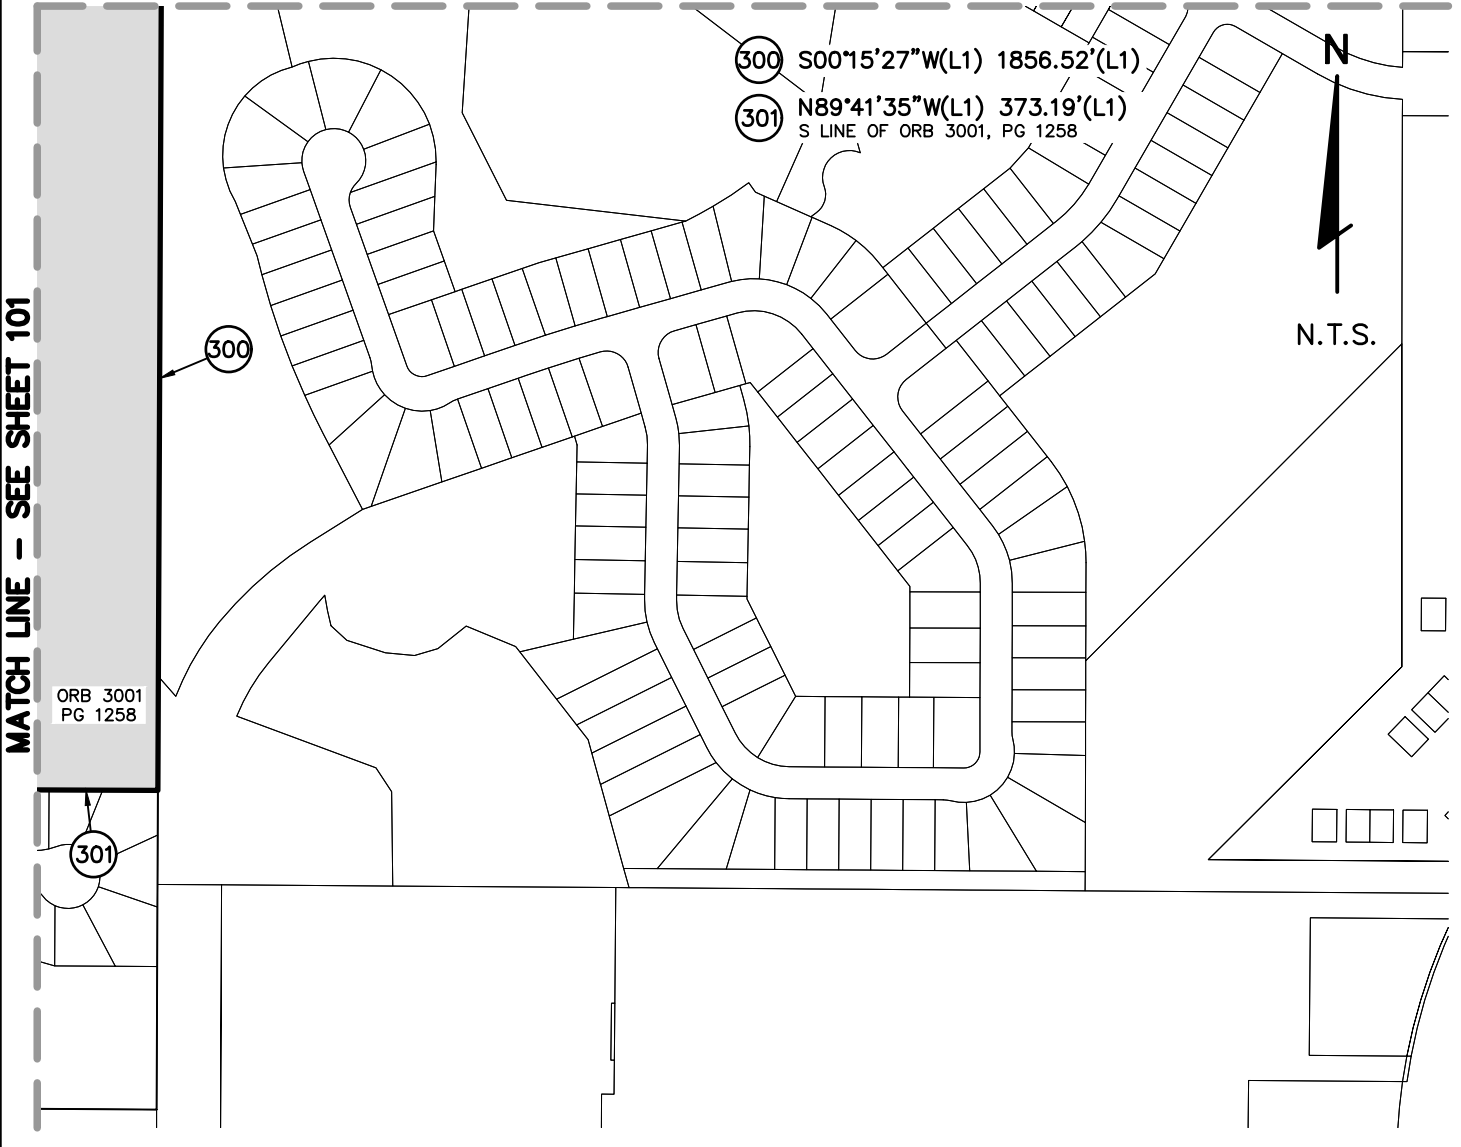 300 S00°15'27"W(L1) 1856.52'(L1)
301 N89°41'35"W(L1) 373.19'(L1)
S LINE OF ORB 3001, PG 1258
N
N.T.S.
MATCH LINE - SEE SHEET 101
300
ORB 3001
PG 1258
301